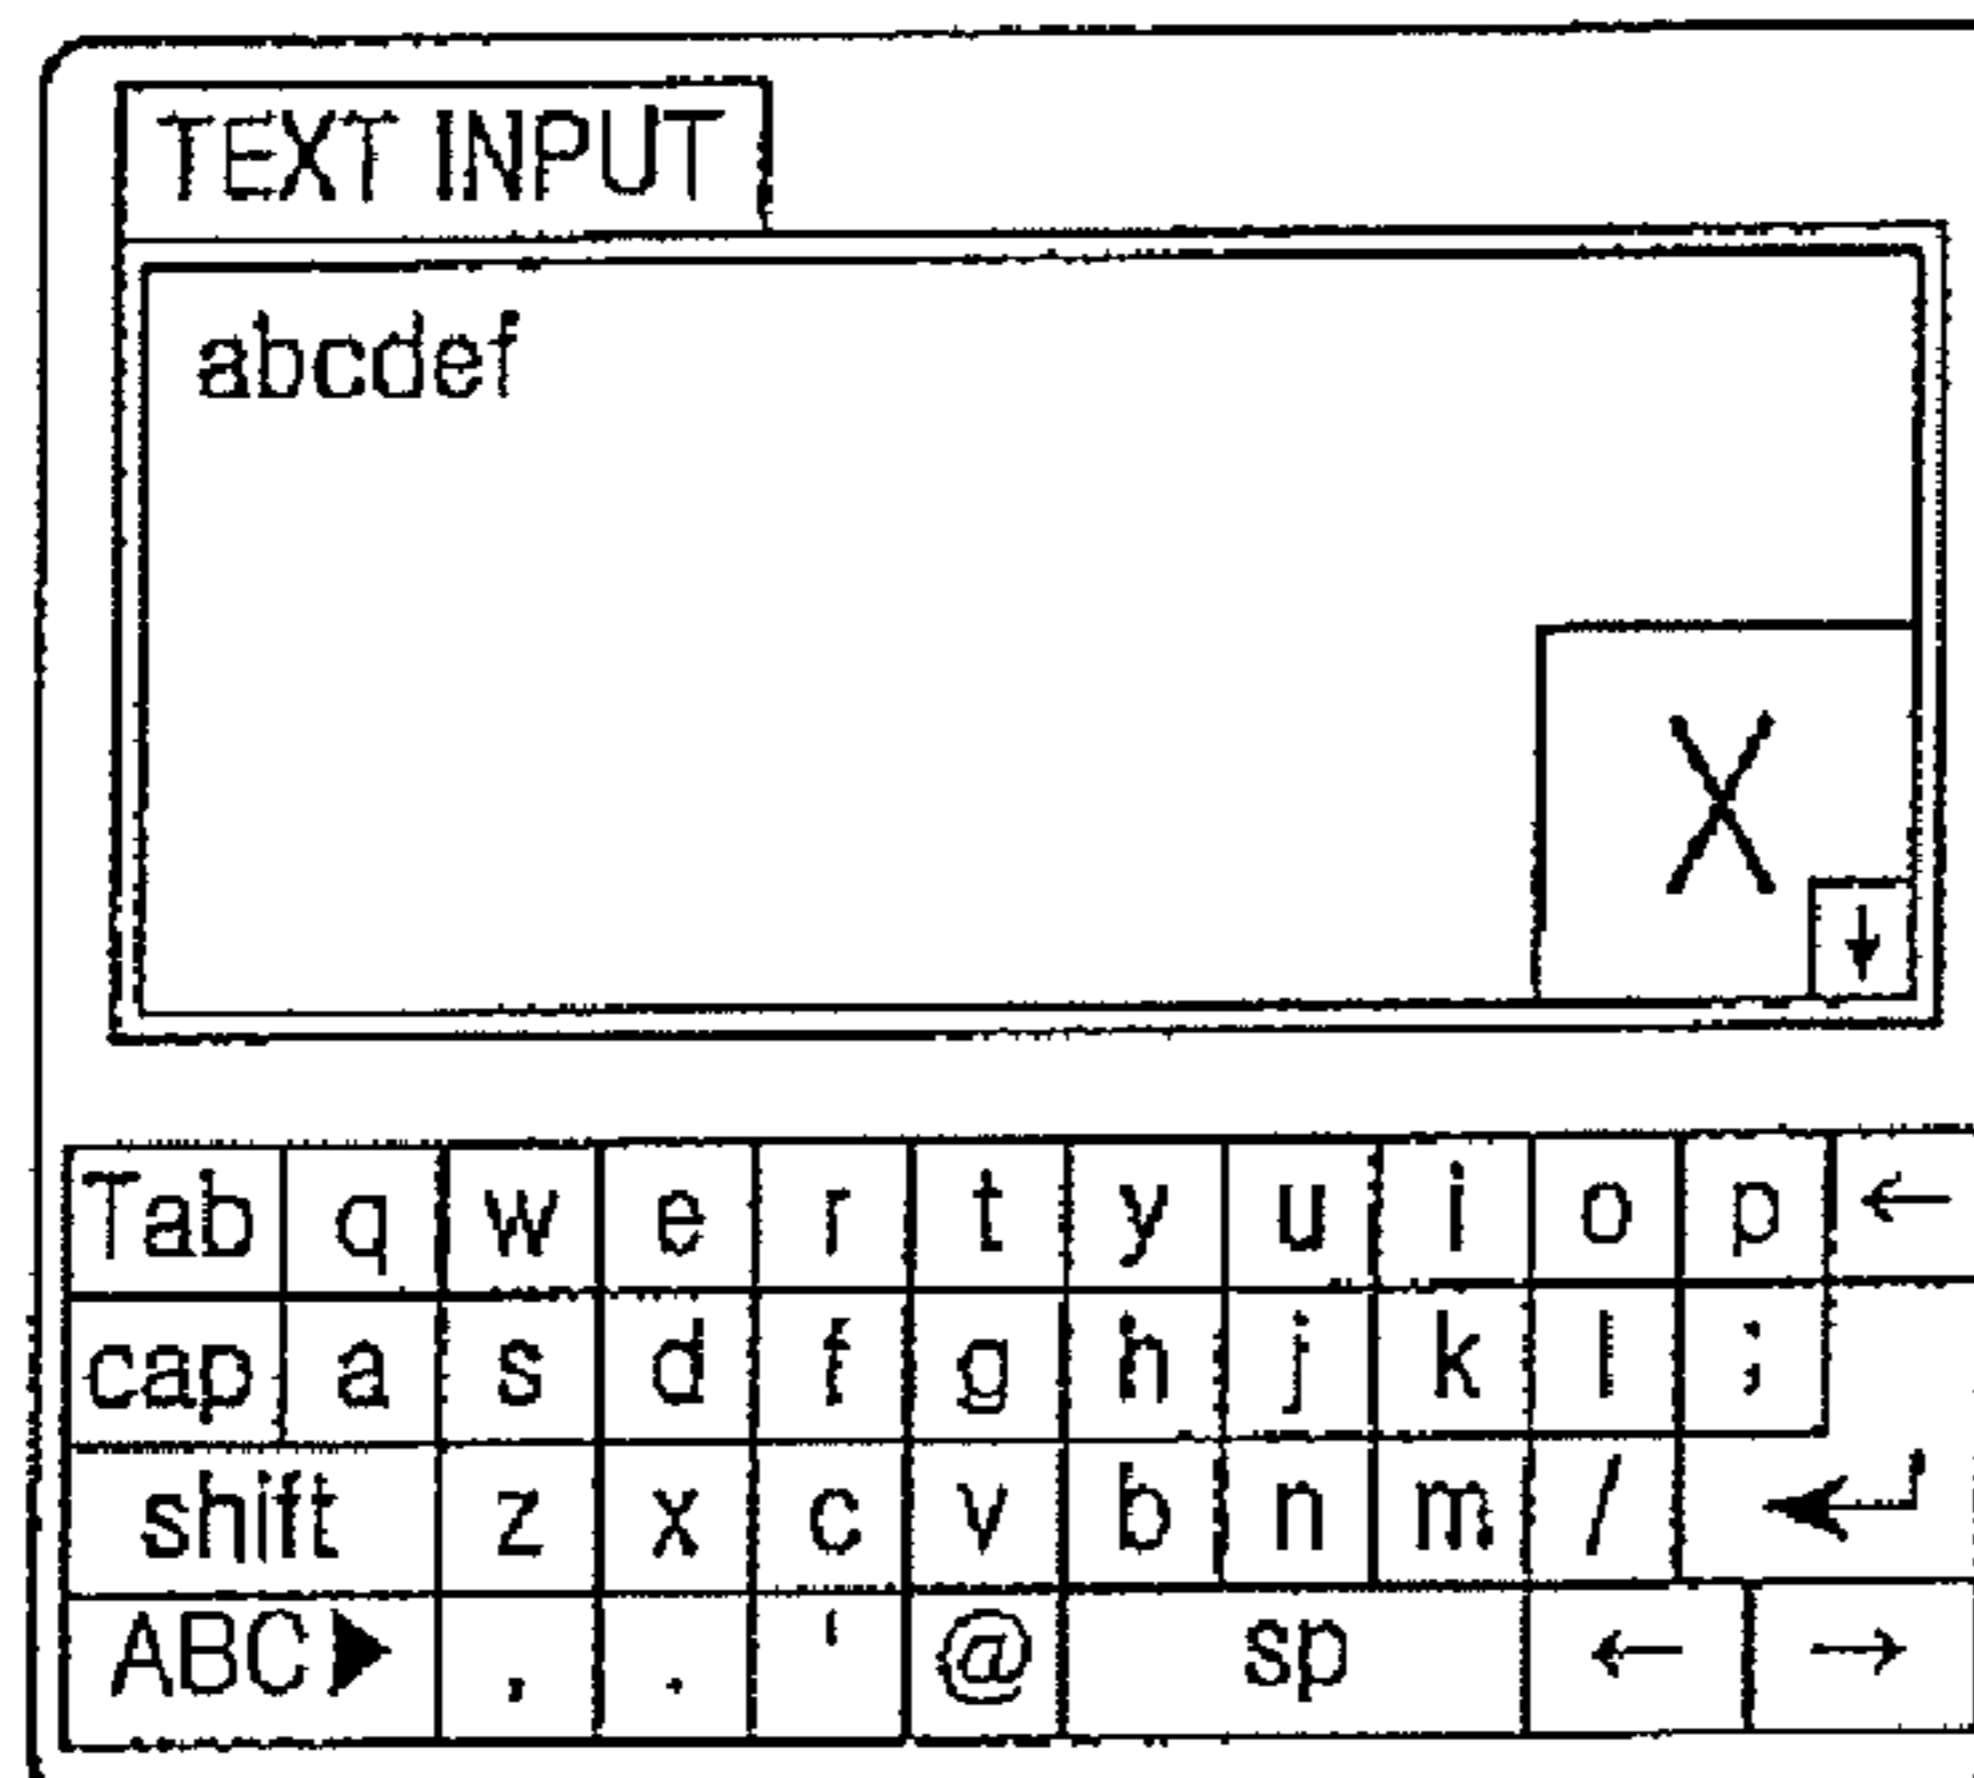 TEXT INPUT
abcdef
X
↓
Tab q w e r t y u i o p ←
cap a s d f g h j k l ;
shift z x c v b n m / ↵
ABC▶ , . ' @ sp ← →